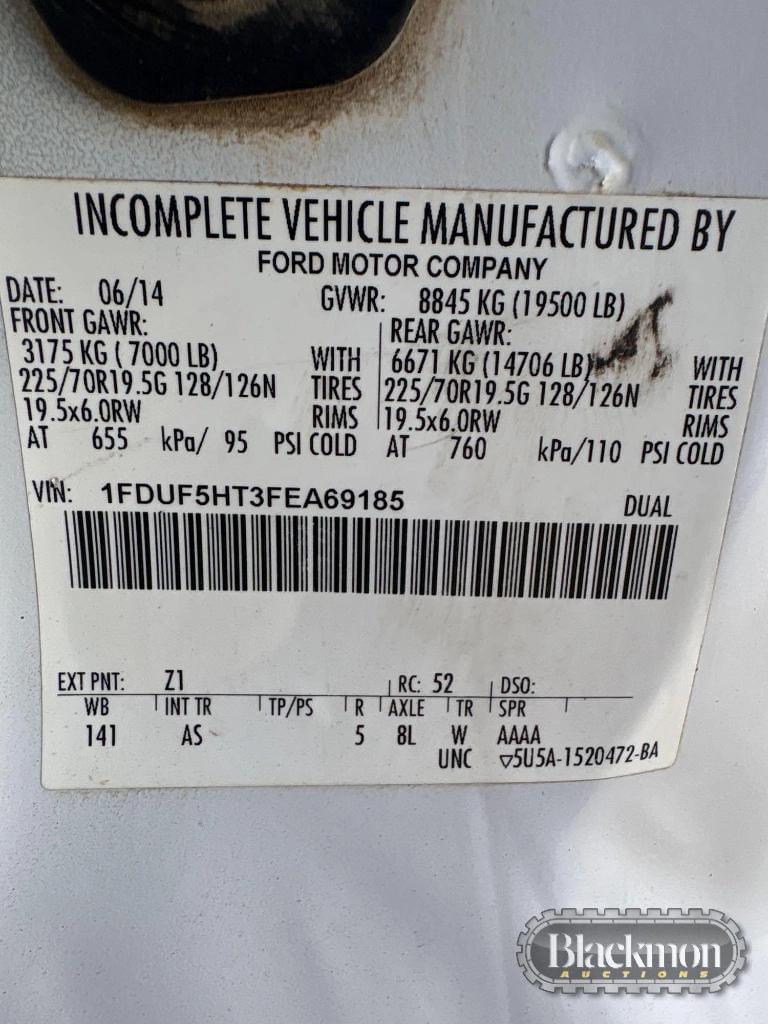 INCOMPLETE VEHICLE MANUFACTURED BY
FORD MOTOR COMPANY
DATE: 06/14 GVWR: 8845 KG (19500 LB)
FRONT GAWR: REAR GAWR:
3175 KG ( 7000 LB) WITH 6671 KG (14706 LB) WITH
225/70R19.5G 128/126N TIRES 225/70R19.5G 128/126N TIRES
19.5x6.0RW RIMS 19.5x6.0RW RIMS
AT 655 kPa/ 95 PSI COLD AT 760 kPa/110 PSI COLD
VIN: 1FDUF5HT3FEA69185 DUAL
EXT PNT: Z1 RC: 52 DSO:
WB INT TR TP/PS R AXLE TR SPR
141 AS 5 8L W AAAA
UNC ▽5U5A-1520472-BA
Blackmon
AUCTIONS